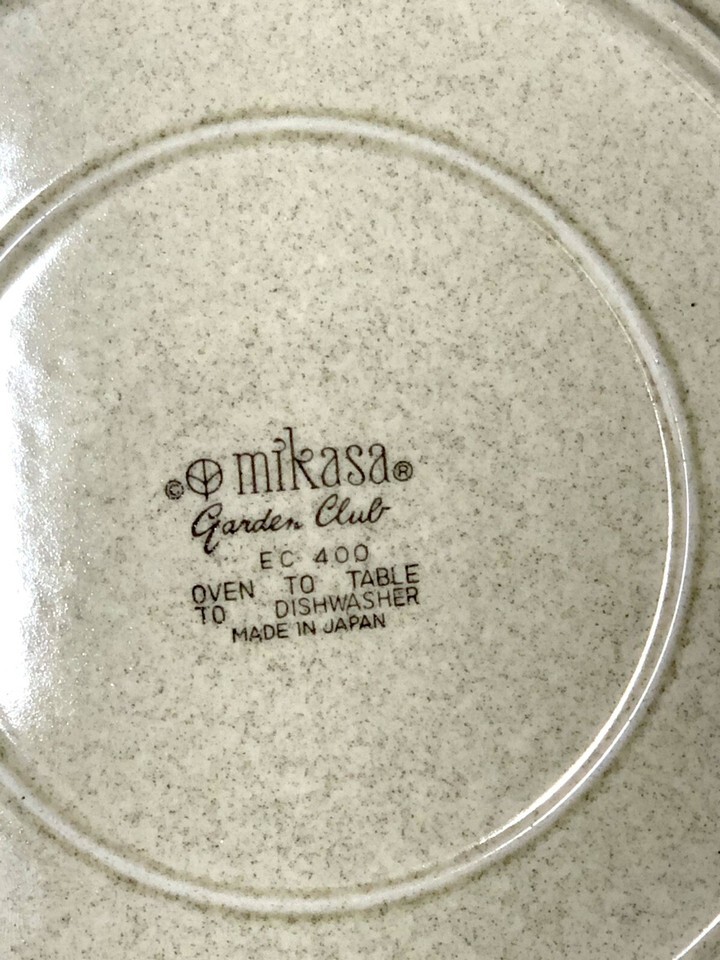 © mikasa®
Garden Club
EC 400
OVEN TO TABLE
TO DISHWASHER
MADE IN JAPAN